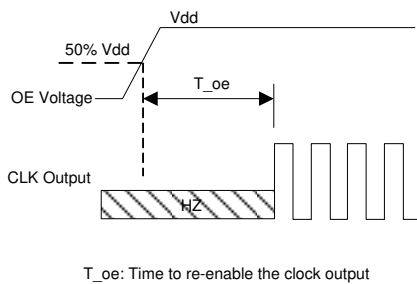 Vdd
50% Vdd
T_oe
OE Voltage
CLK Output
HZ
T_oe: Time to re-enable the clock output